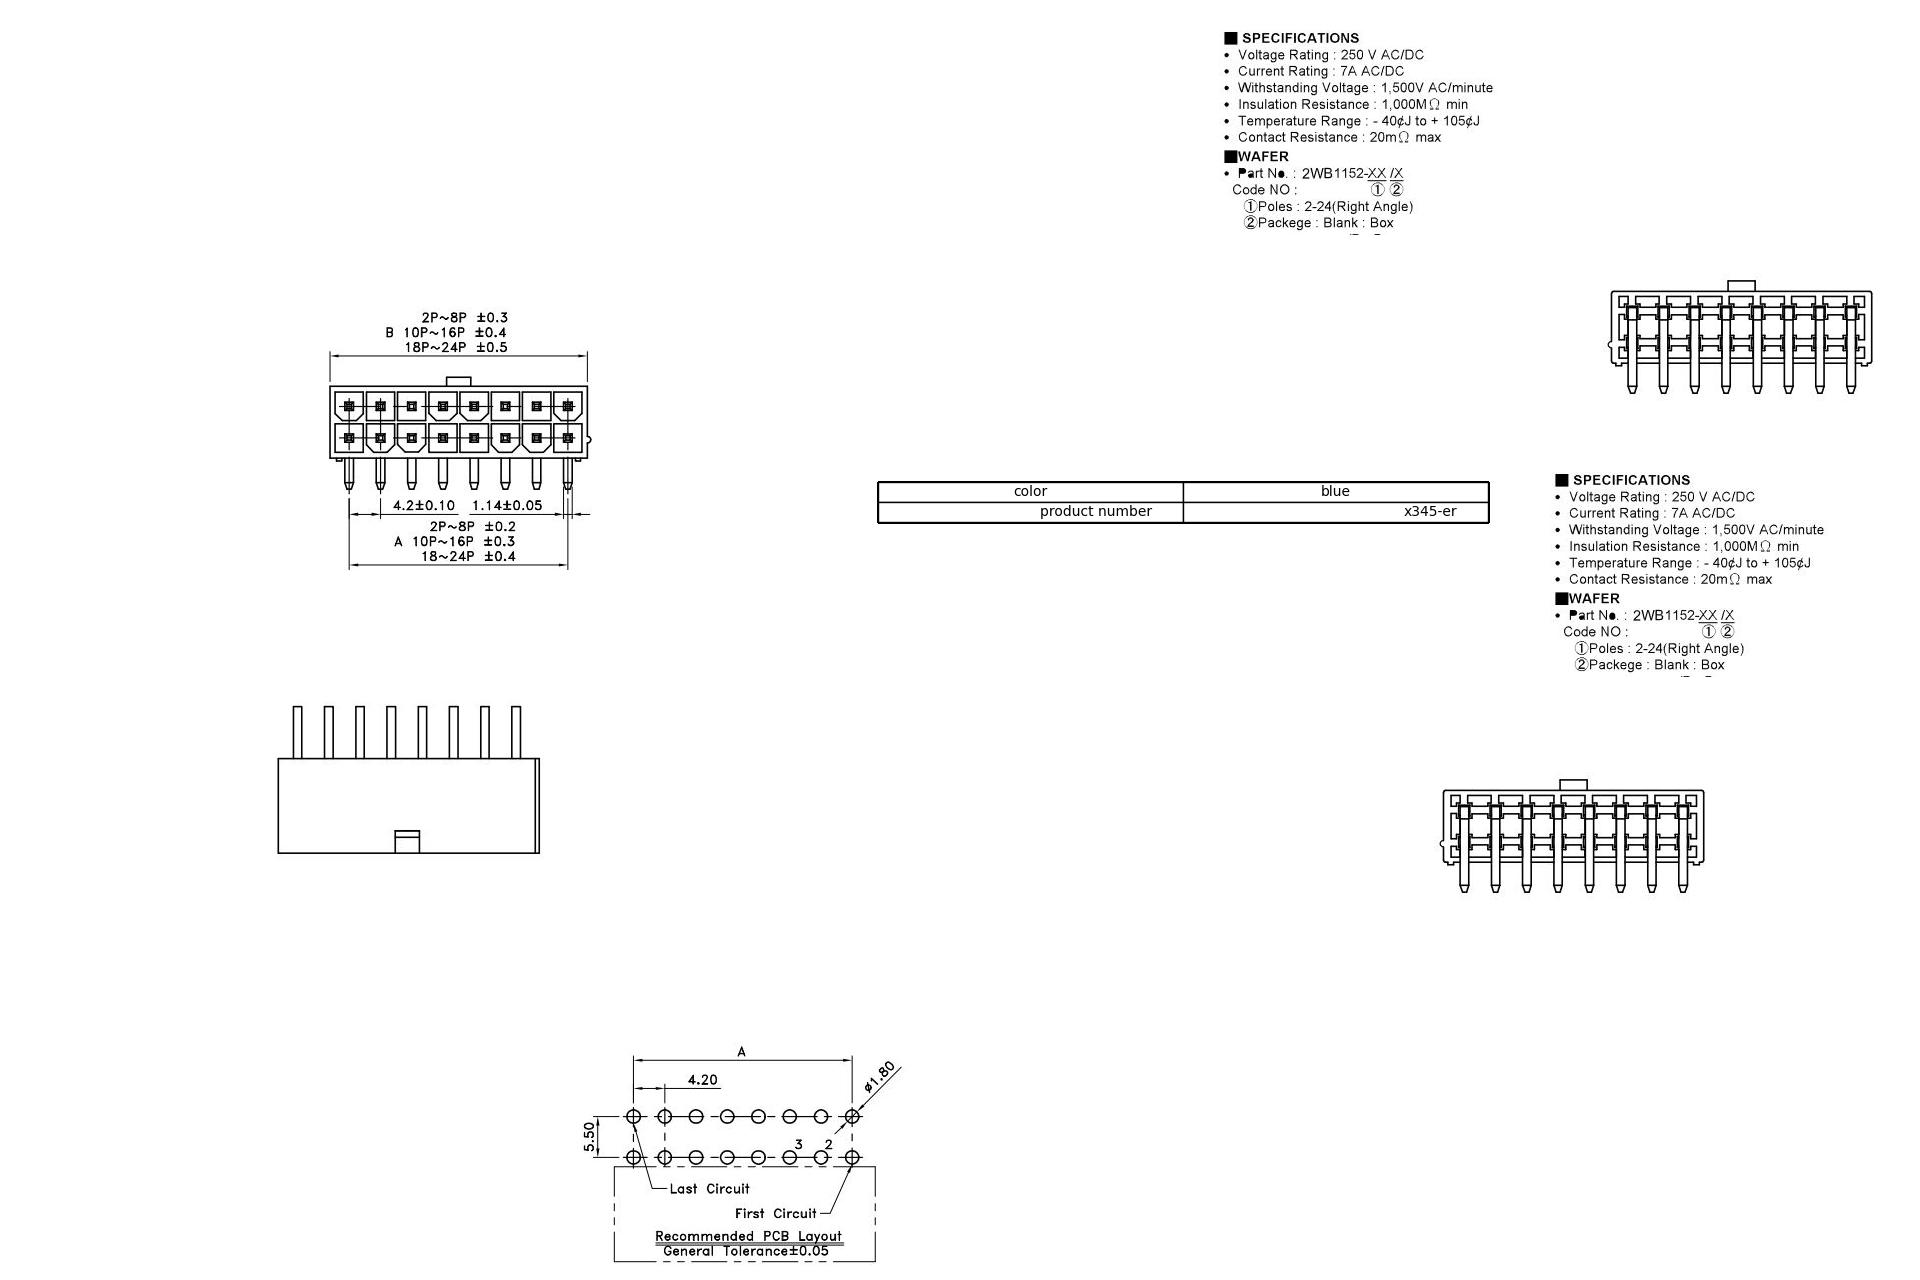 ■ SPECIFICATIONS
• Voltage Rating : 250 V AC/DC
• Current Rating : 7A AC/DC
• Withstanding Voltage : 1,500V AC/minute
• Insulation Resistance : 1,000MΩ min
• Temperature Range : - 40¢J to + 105¢J
• Contact Resistance : 20mΩ max
■WAFER
• Part No. : 2WB1152-XX /X
Code NO : ① ②
①Poles : 2-24(Right Angle)
②Packege : Blank : Box
2P~8P ±0.3
B 10P~16P ±0.4
18P~24P ±0.5
4.2±0.10 1.14±0.05
2P~8P ±0.2
A 10P~16P ±0.3
18~24P ±0.4
color blue
product number x345-er
■ SPECIFICATIONS
• Voltage Rating : 250 V AC/DC
• Current Rating : 7A AC/DC
• Withstanding Voltage : 1,500V AC/minute
• Insulation Resistance : 1,000MΩ min
• Temperature Range : - 40¢J to + 105¢J
• Contact Resistance : 20mΩ max
■WAFER
• Part No. : 2WB1152-XX /X
Code NO : ① ②
①Poles : 2-24(Right Angle)
②Packege : Blank : Box
A
4.20
ø1.80
5.50
3 2
Last Circuit
First Circuit
Recommended PCB Layout
General Tolerance±0.05